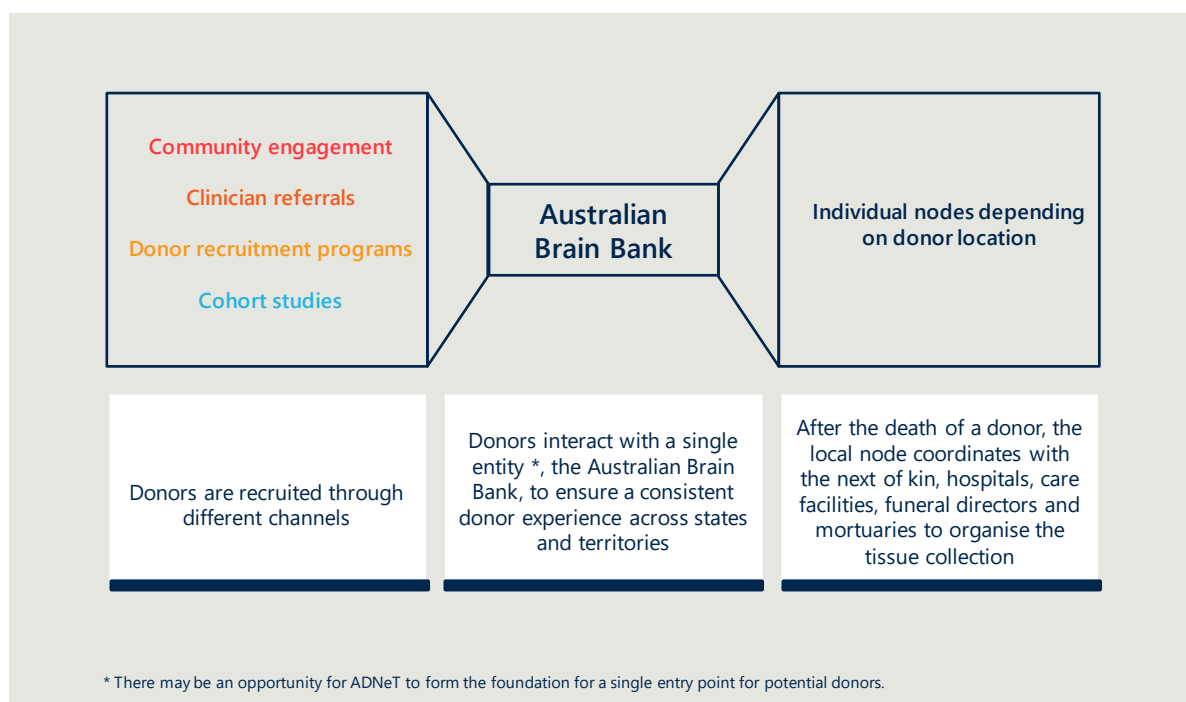 Community engagement
Clinician referrals
Donor recruitment programs
Cohort studies
Australian
Brain Bank
Individual nodes depending
on donor location
Donors are recruited through
different channels
Donors interact with a single
entity *, the Australian Brain
Bank, to ensure a consistent
donor experience across states
and territories
After the death of a donor, the
local node coordinates with
the next of kin, hospitals, care
facilities, funeral directors and
mortuaries to organise the
tissue collection
* There may be an opportunity for ADNeT to form the foundation for a single entry point for potential donors.